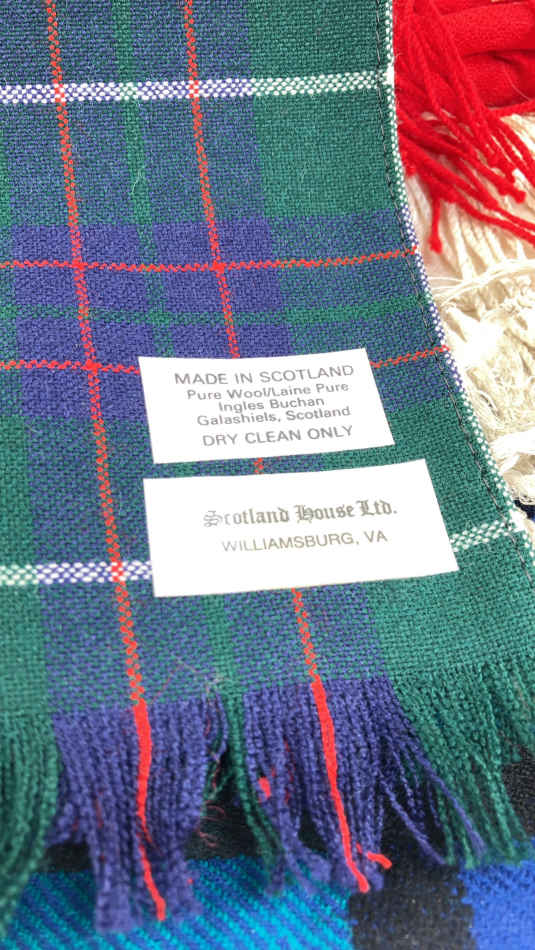 MADE IN SCOTLAND
Pure Wool/Laine Pure
Ingles Buchan
Galashiels, Scotland
DRY CLEAN ONLY
Scotland House Ltd.
WILLIAMSBURG, VA